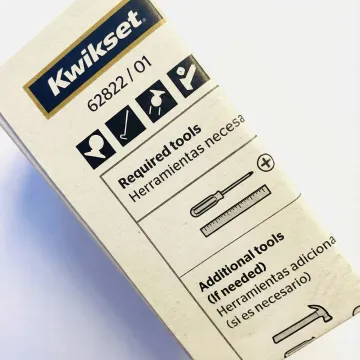 Kwikset
62822 / 01
Required tools
Herramientas necesa
Additional tools
(if needed)
Herramientas adiciona
(si es necesario)